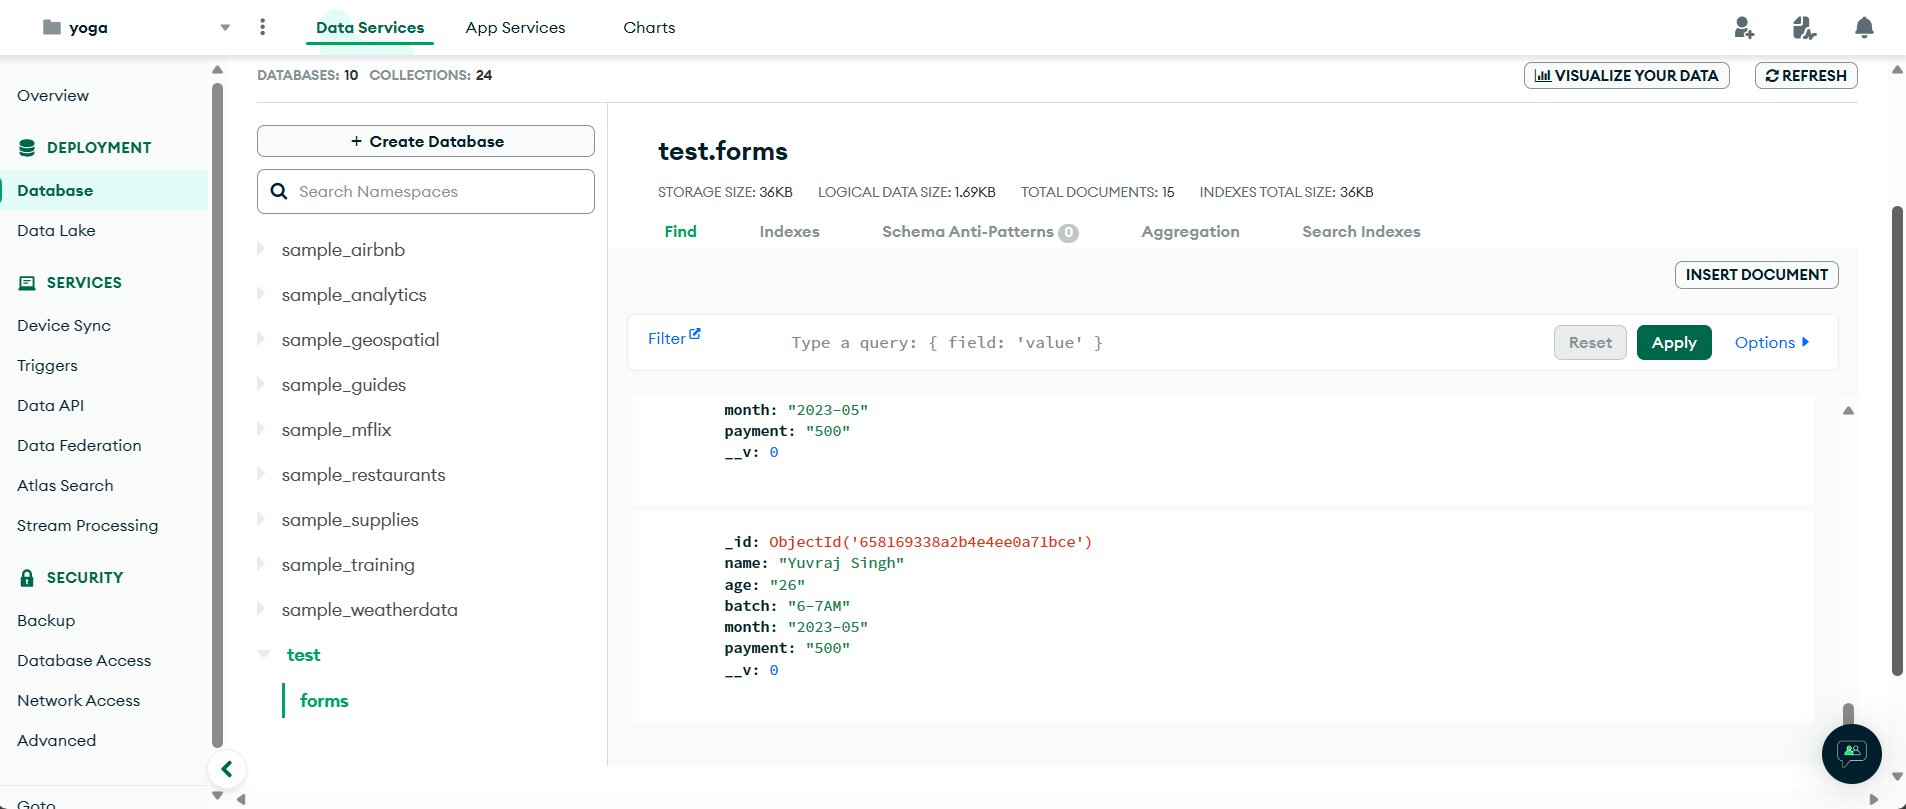 yoga
Data Services
App Services
Charts
Overview
DEPLOYMENT
Database
Data Lake
SERVICES
Device Sync
Triggers
Data API
Data Federation
Atlas Search
Stream Processing
SECURITY
Backup
Database Access
Network Access
Advanced
Goto
DATABASES: 10 COLLECTIONS: 24
VISUALIZE YOUR DATA
REFRESH
+ Create Database
Search Namespaces
sample_airbnb
sample_analytics
sample_geospatial
sample_guides
sample_mflix
sample_restaurants
sample_supplies
sample_training
sample_weatherdata
test
forms
test.forms
STORAGE SIZE: 36KB LOGICAL DATA SIZE: 1.69KB TOTAL DOCUMENTS: 15 INDEXES TOTAL SIZE: 36KB
Find Indexes Schema Anti-Patterns 0 Aggregation Search Indexes
INSERT DOCUMENT
Filter Type a query: { field: 'value' } Reset Apply Options
month: "2023-05"
payment: "500"
__v: 0
_id: ObjectId('658169338a2b4e4ee0a71bce')
name: "Yuvraj Singh"
age: "26"
batch: "6-7AM"
month: "2023-05"
payment: "500"
__v: 0